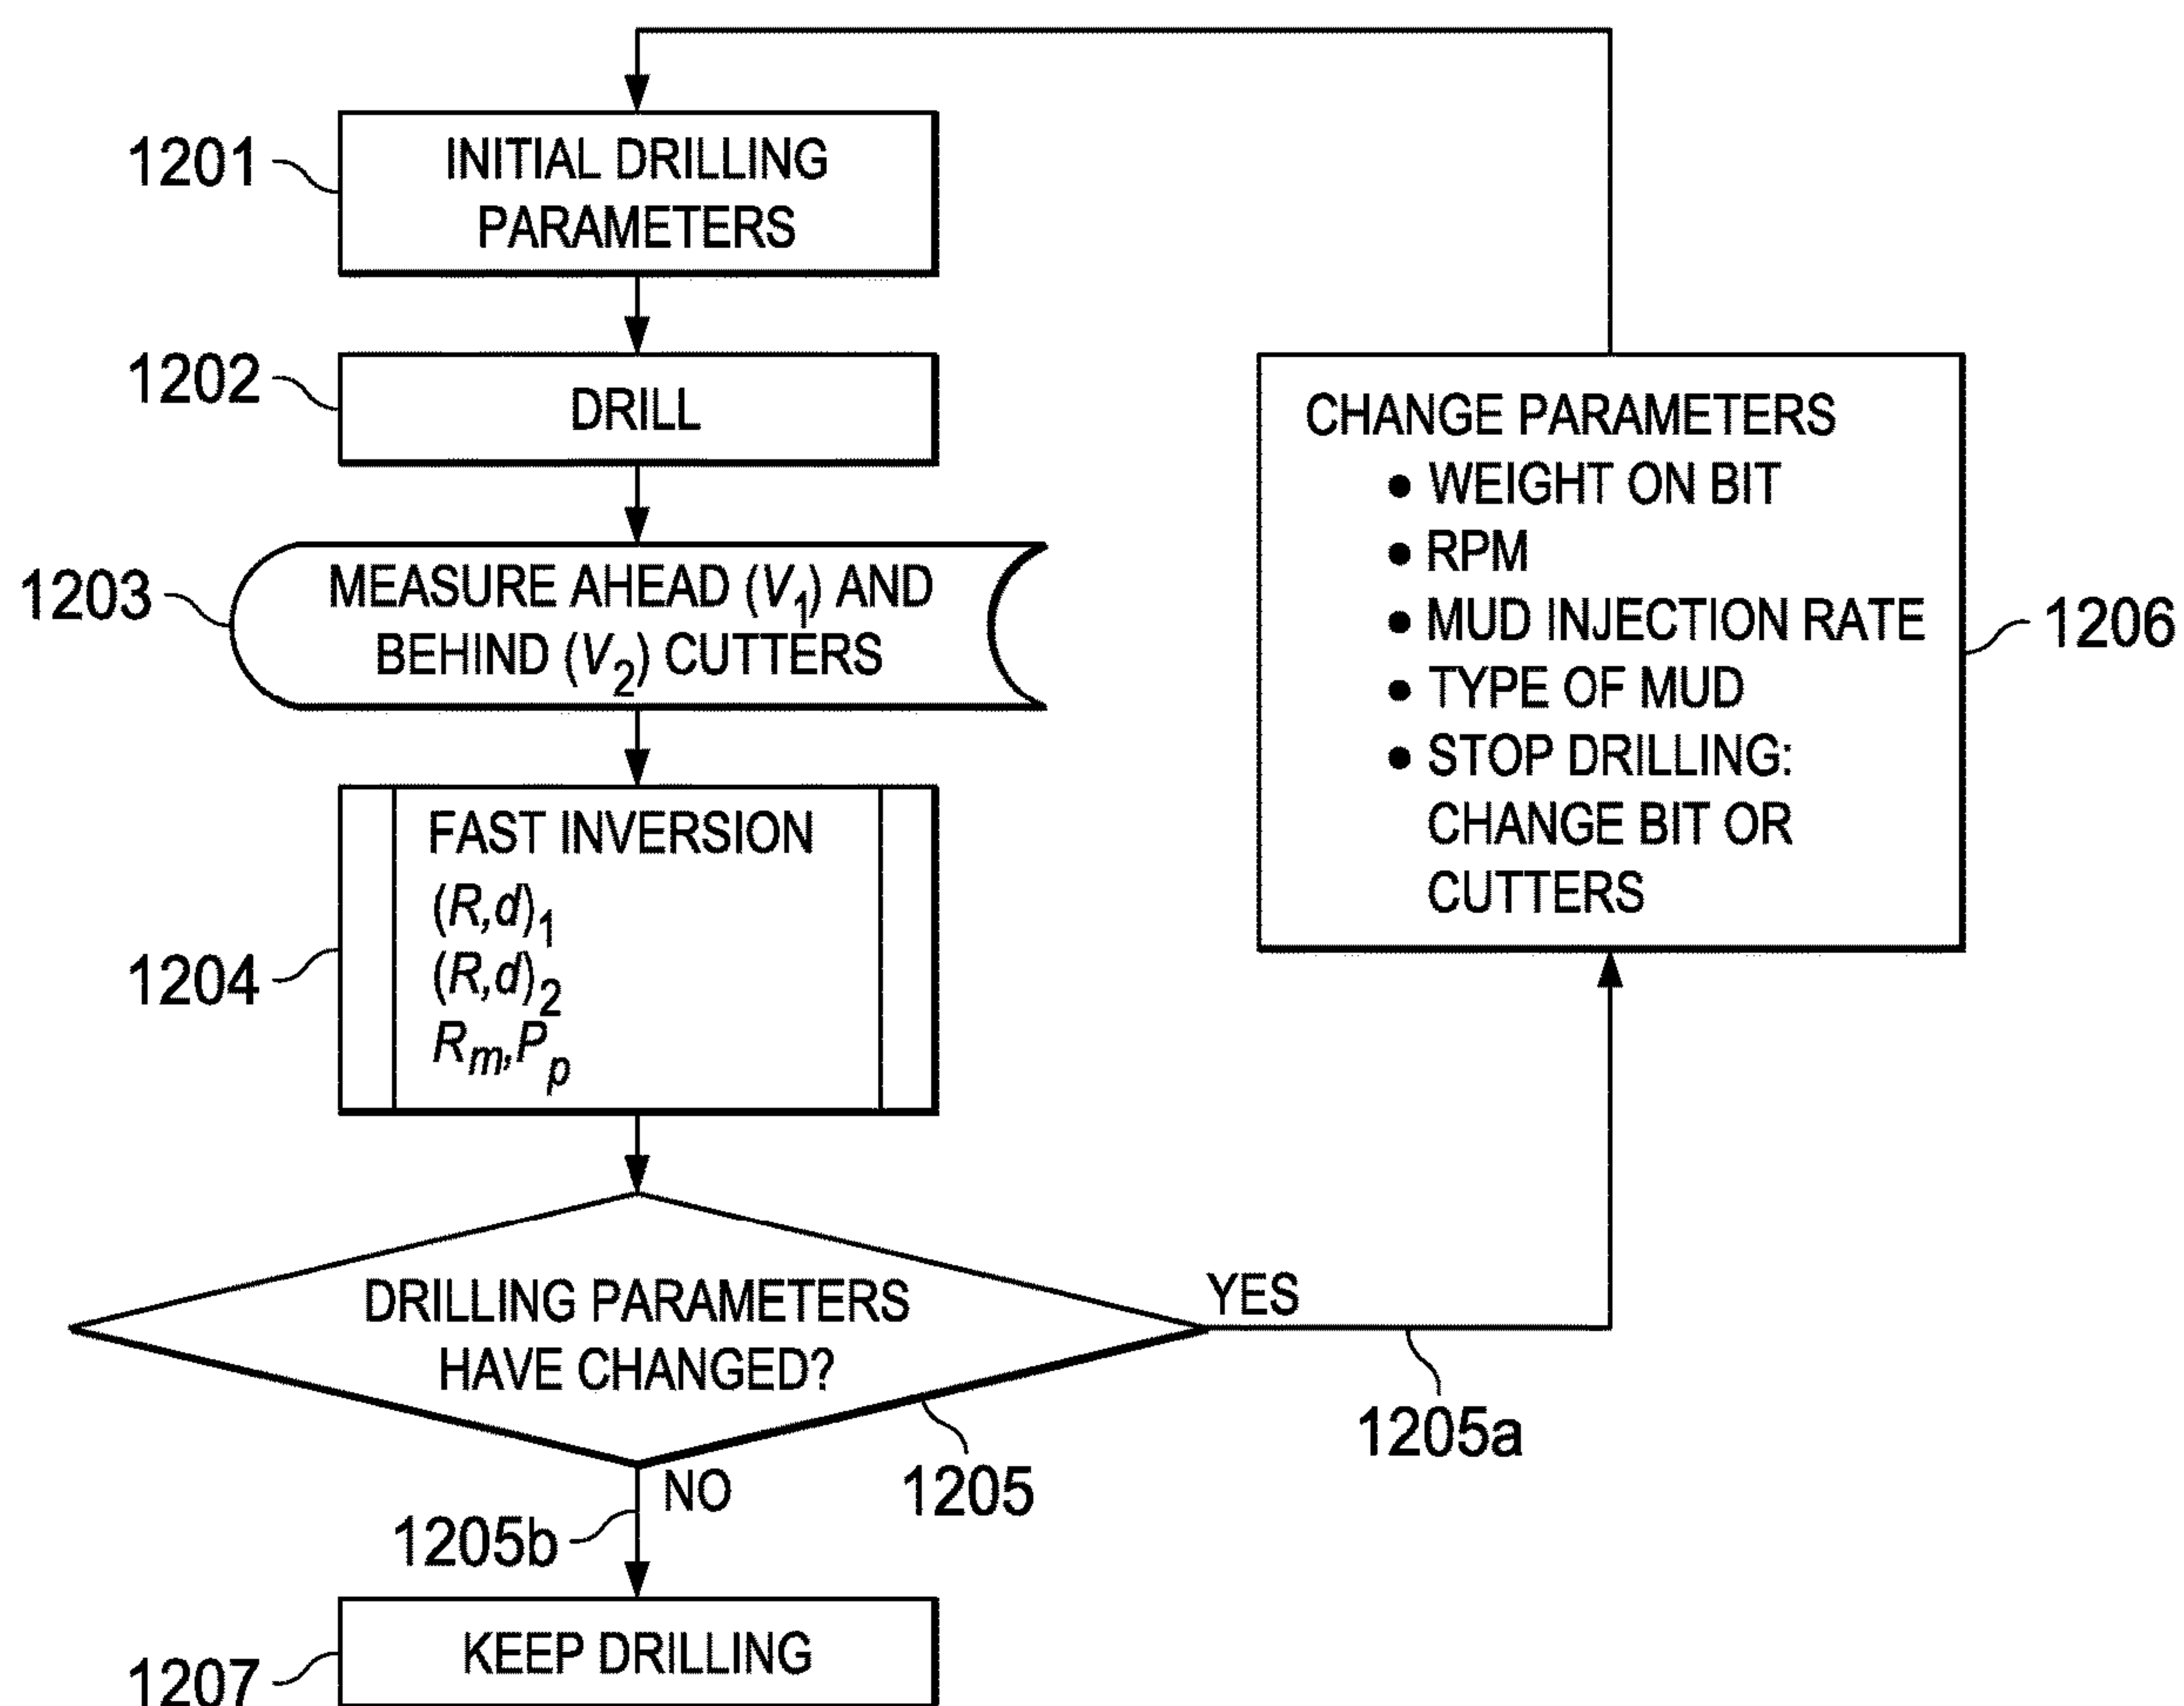 1201
INITIAL DRILLING
PARAMETERS
1202
DRILL
1203
MEASURE AHEAD (V1) AND
BEHIND (V2) CUTTERS
1204
FAST INVERSION
(R,d)1
(R,d)2
Rm,Pp
DRILLING PARAMETERS
HAVE CHANGED?
YES
1205a
1205
NO
1205b
KEEP DRILLING
1207
CHANGE PARAMETERS
• WEIGHT ON BIT
• RPM
• MUD INJECTION RATE
• TYPE OF MUD
• STOP DRILLING:
CHANGE BIT OR
CUTTERS
1206